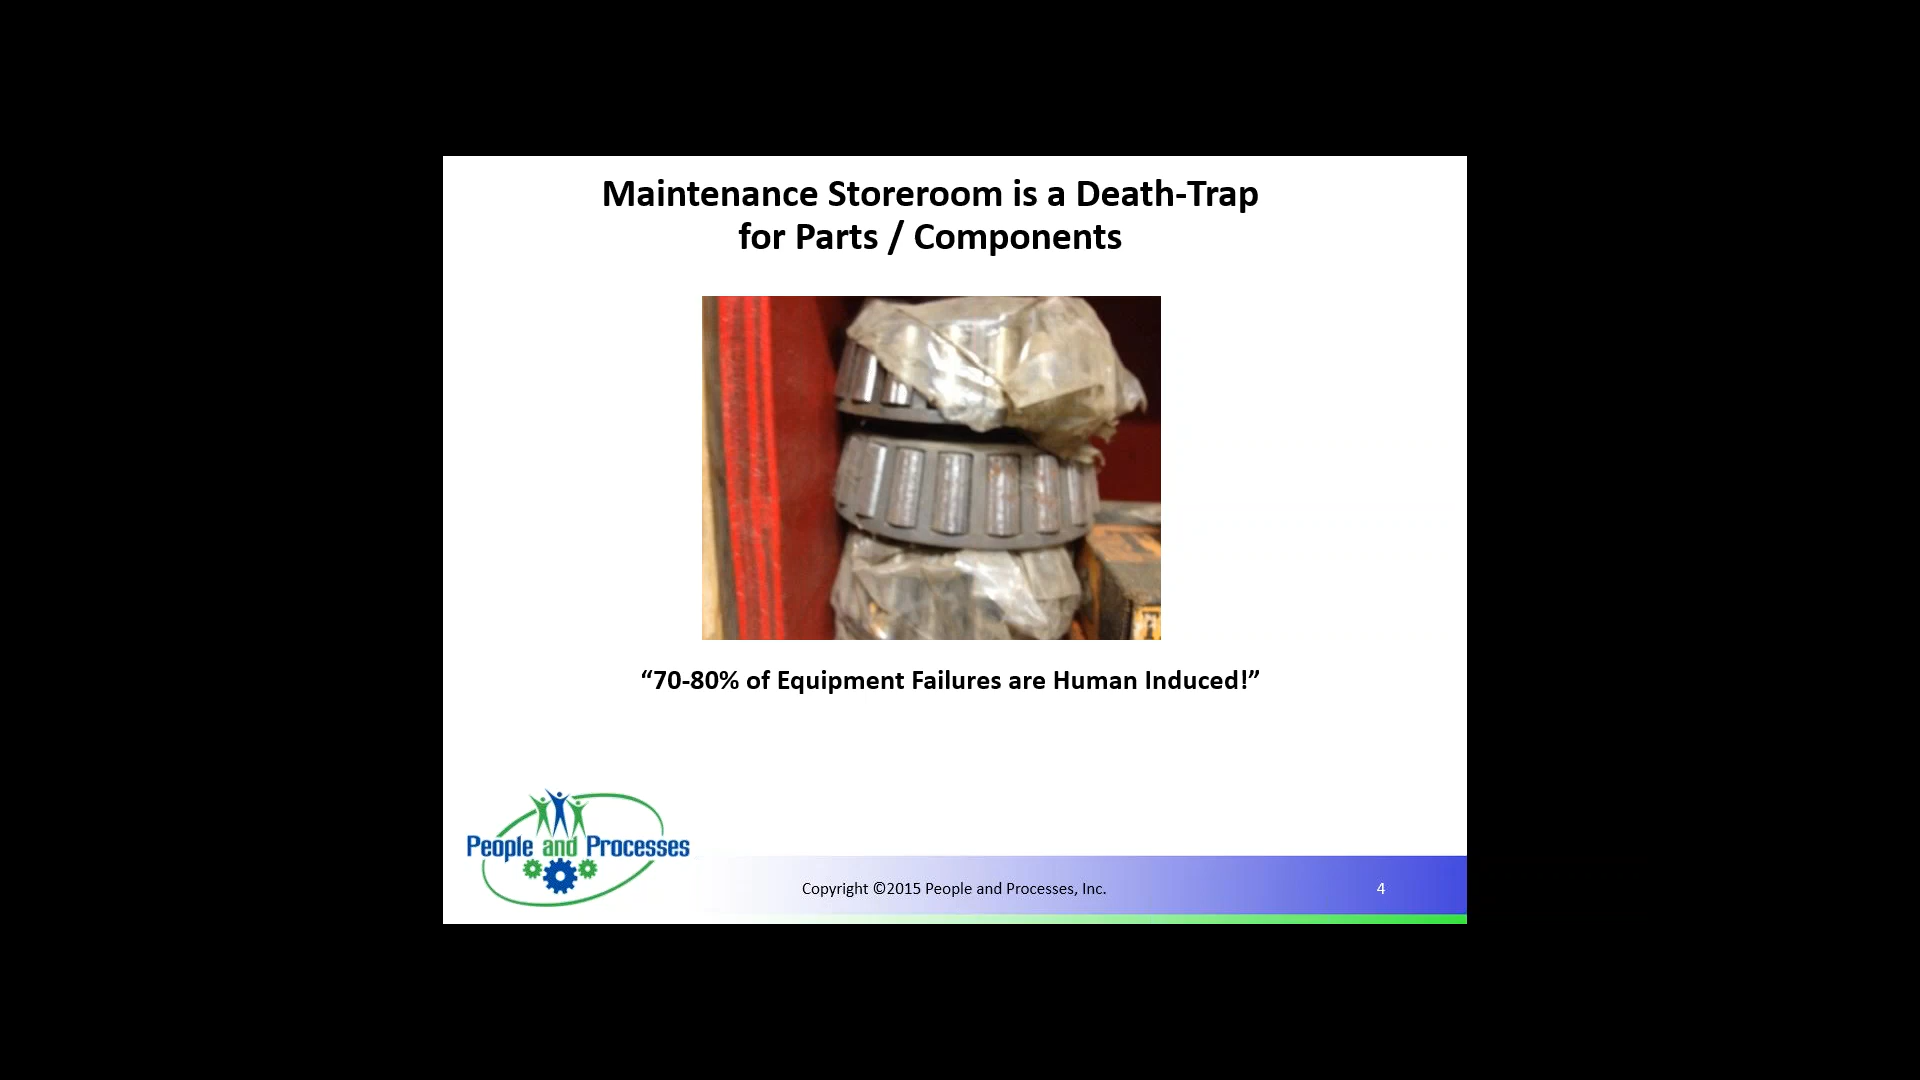 Maintenance Storeroom is a Death-Trap
for Parts / Components
“70-80% of Equipment Failures are Human Induced!”
People and Processes
Copyright ©2015 People and Processes, Inc.
4